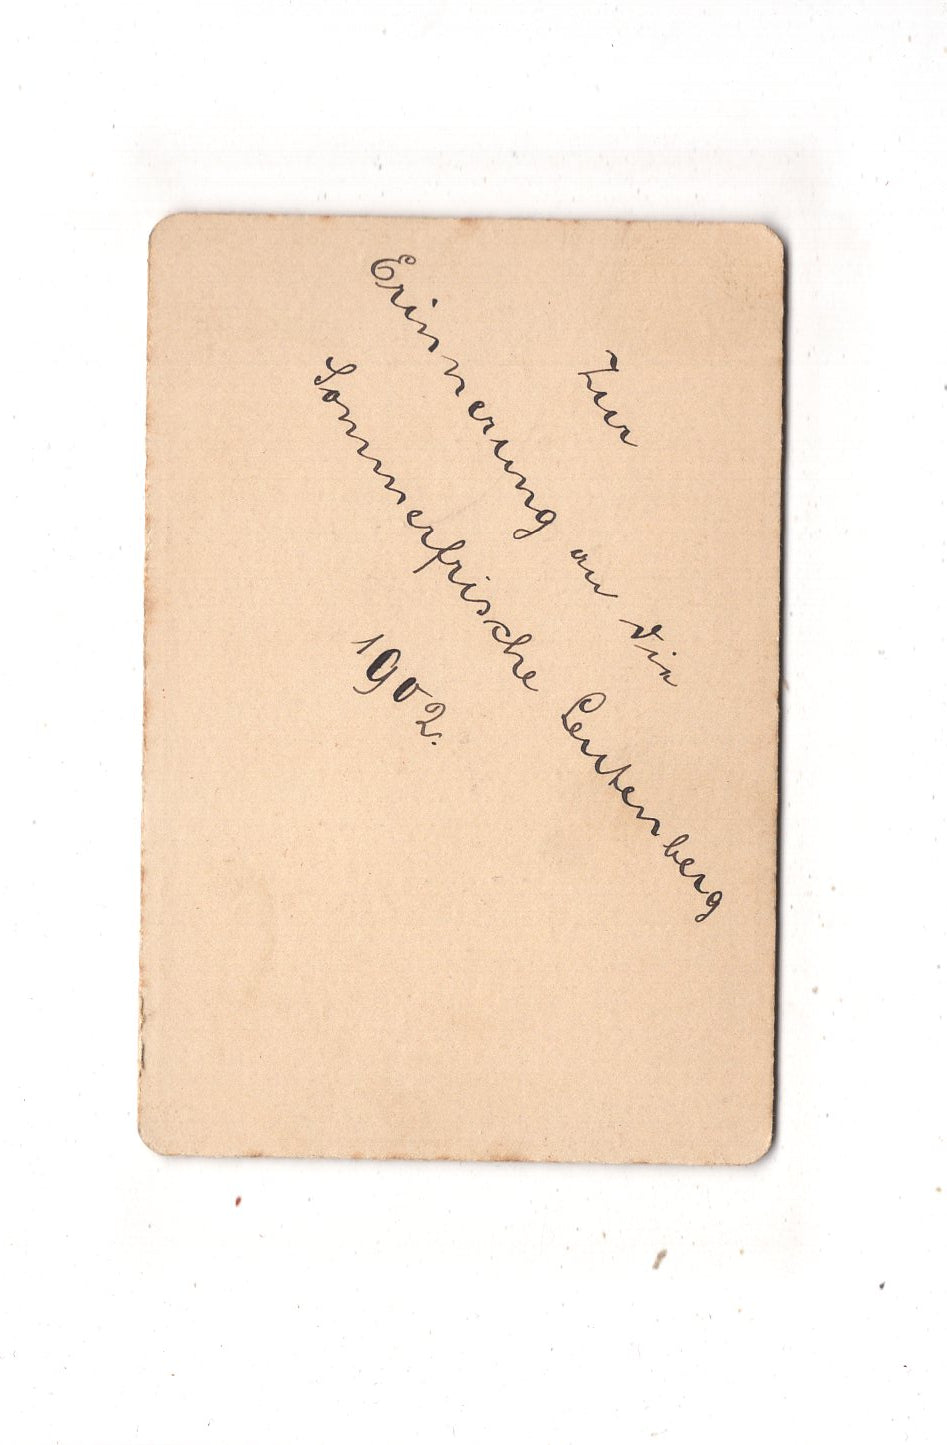 Zur
Erinnerung an die
Sommerfrische Leutenberg
1902.